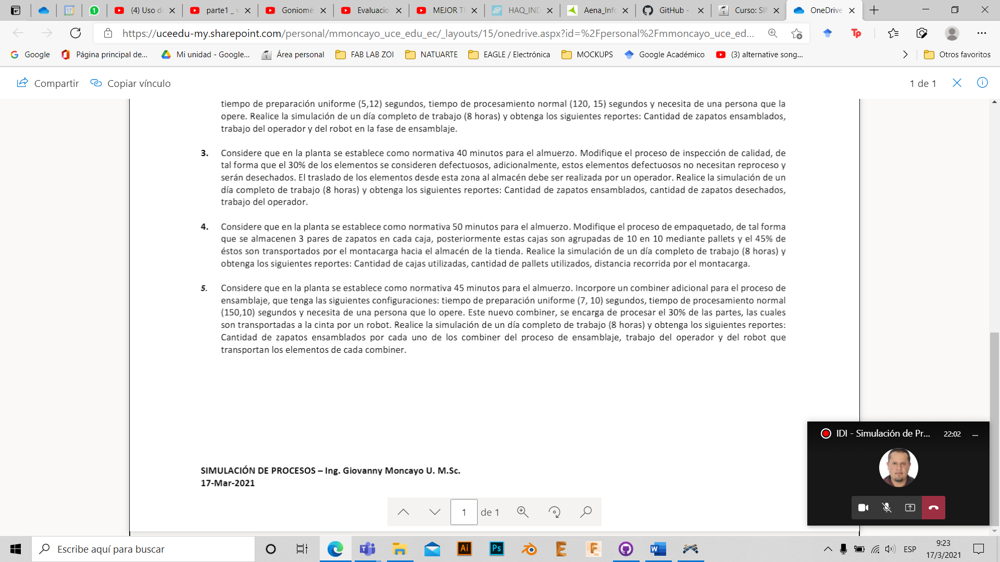 (4) Uso d
parte1 _
Goniomé
Evaluacio
MEJOR T
HAQ_IND
Aena_Info
GitHub -
Curso: SI
OneDrive
https://uceedu-my.sharepoint.com/personal/mmoncayo_uce_edu_ec/_layouts/15/onedrive.aspx?id=%2Fpersonal%2Fmmoncayo_uce_ed...
Google
Página principal de...
Mi unidad - Google...
Área personal
FAB LAB ZOI
NATUARTE
EAGLE / Electrónica
MOCKUPS
Google Académico
(3) alternative song...
Otros favoritos
Compartir
Copiar vínculo
1 de 1
tiempo de preparación uniforme (5,12) segundos, tiempo de procesamiento normal (120, 15) segundos y necesita de una persona que la
opere. Realice la simulación de un día completo de trabajo (8 horas) y obtenga los siguientes reportes: Cantidad de zapatos ensamblados,
trabajo del operador y del robot en la fase de ensamblaje.
3. Considere que en la planta se establece como normativa 40 minutos para el almuerzo. Modifique el proceso de inspección de calidad, de
tal forma que el 30% de los elementos se consideren defectuosos, adicionalmente, estos elementos defectuosos no necesitan reproceso y
serán desechados. El traslado de los elementos desde esta zona al almacén debe ser realizada por un operador. Realice la simulación de un
día completo de trabajo (8 horas) y obtenga los siguientes reportes: Cantidad de zapatos ensamblados, cantidad de zapatos desechados,
trabajo del operador.
4. Considere que en la planta se establece como normativa 50 minutos para el almuerzo. Modifique el proceso de empaquetado, de tal forma
que se almacenen 3 pares de zapatos en cada caja, posteriormente estas cajas son agrupadas de 10 en 10 mediante pallets y el 45% de
éstos son transportados por el montacarga hacia el almacén de la tienda. Realice la simulación de un día completo de trabajo (8 horas) y
obtenga los siguientes reportes: Cantidad de cajas utilizadas, cantidad de pallets utilizados, distancia recorrida por el montacarga.
5. Considere que en la planta se establece como normativa 45 minutos para el almuerzo. Incorpore un combiner adicional para el proceso de
ensamblaje, que tenga las siguientes configuraciones: tiempo de preparación uniforme (7, 10) segundos, tiempo de procesamiento normal
(150,10) segundos y necesita de una persona que lo opere. Este nuevo combiner, se encarga de procesar el 30% de las partes, las cuales
son transportadas a la cinta por un robot. Realice la simulación de un día completo de trabajo (8 horas) y obtenga los siguientes reportes:
Cantidad de zapatos ensamblados por cada uno de los combiner del proceso de ensamblaje, trabajo del operador y del robot que
transportan los elementos de cada combiner.
SIMULACIÓN DE PROCESOS – Ing. Giovanny Moncayo U. M.Sc.
17-Mar-2021
IDI - Simulación de Pr...
22:02
1 de 1
Escribe aquí para buscar
ESP
9:23
17/3/2021